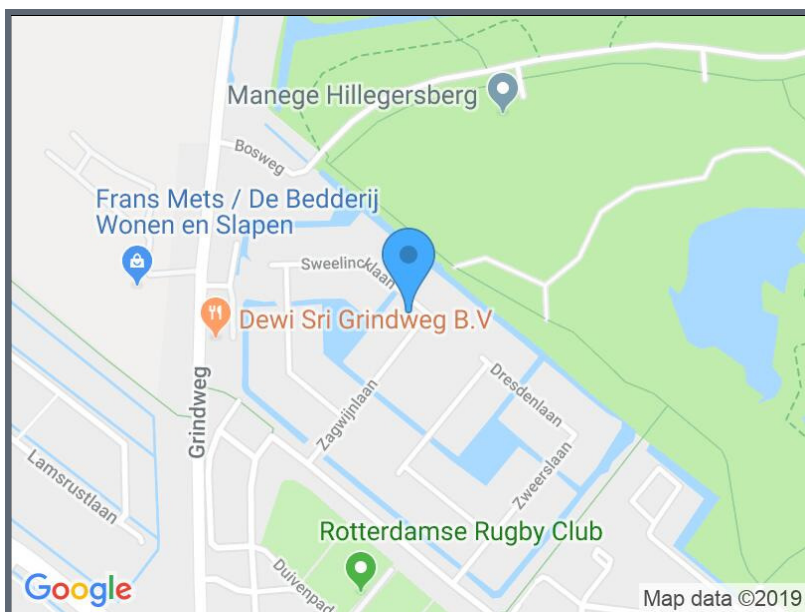 Manege Hillegersberg
Bosweg
Frans Mets / De Bedderij
Wonen en Slapen
Sweelincklaan
Dewi Sri Grindweg B.V
Grindweg
Dresdenlaan
Zagwijnlaan
Lamsrustlaan
Zweerslaan
Rotterdamse Rugby Club
Duivenpad
Google
Map data ©2019